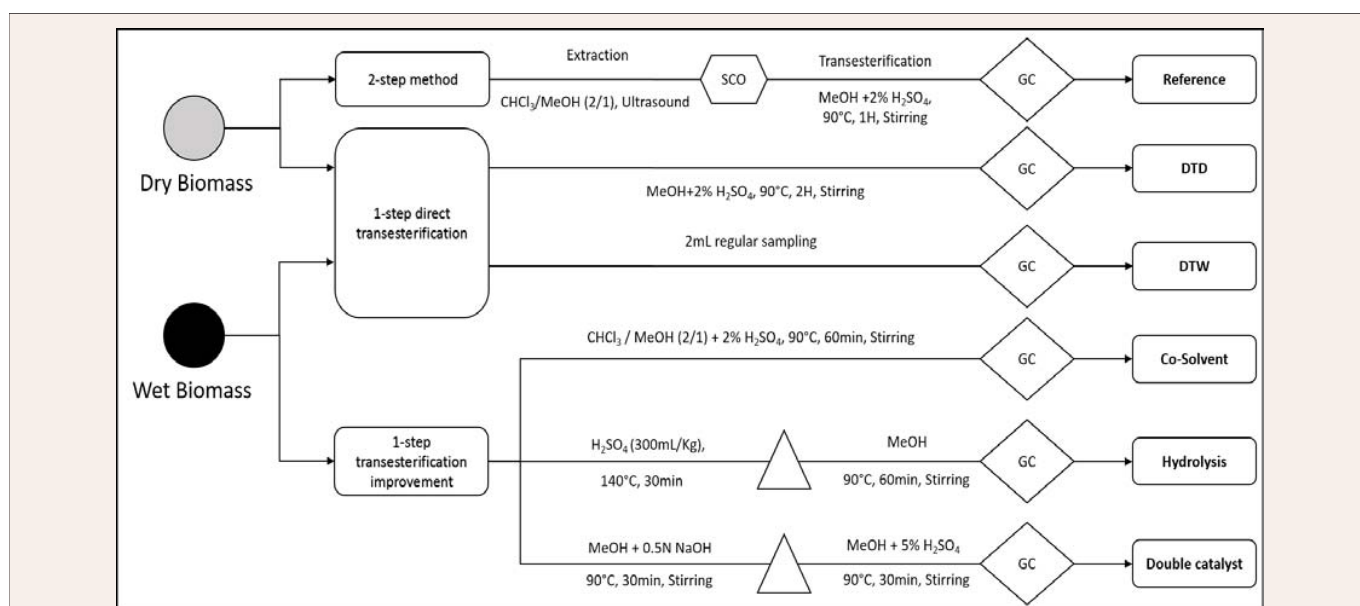 Dry Biomass
Wet Biomass
2-step method
Extraction
CHCl₃/MeOH (2/1), Ultrasound
SCO
Transesterification
MeOH +2% H₂SO₄,
90°C, 1H, Stirring
GC
Reference
1-step direct
transesterification
MeOH+2% H₂SO₄, 90°C, 2H, Stirring
GC
DTD
2mL regular sampling
GC
DTW
1-step
transesterification
improvement
CHCl₃ / MeOH (2/1) + 2% H₂SO₄, 90°C, 60min, Stirring
GC
Co-Solvent
H₂SO₄ (300mL/Kg),
140°C, 30min
MeOH
90°C, 60min, Stirring
GC
Hydrolysis
MeOH + 0.5N NaOH
90°C, 30min, Stirring
MeOH + 5% H₂SO₄
90°C, 30min, Stirring
GC
Double catalyst